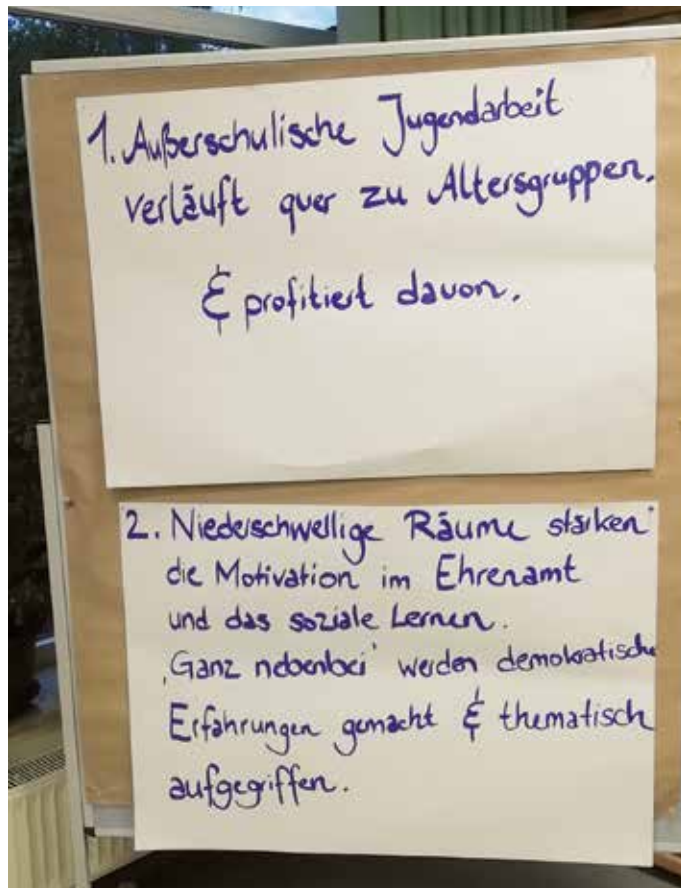 1. Außerschulische Jugendarbeit
verläuft quer zu Altersgruppen.
& profitiert davon.
2. Niederschwellige Räume stärken
die Motivation im Ehrenamt
und das soziale Lernen.
‚Ganz nebenbei‘ werden demokratische
Erfahrungen gemacht & thematisch
aufgegriffen.